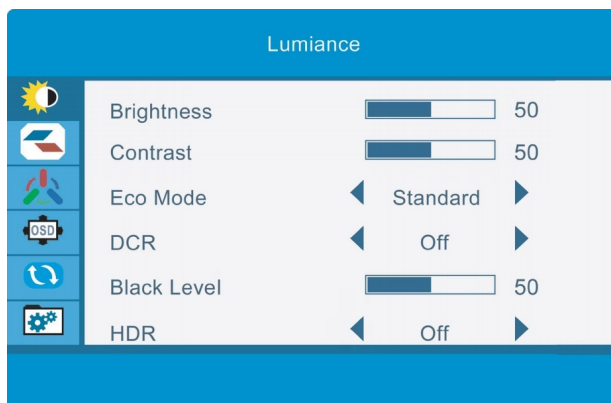 Lumiance
Brightness 50
Contrast 50
Eco Mode Standard
OSD
DCR Off
Black Level 50
HDR Off